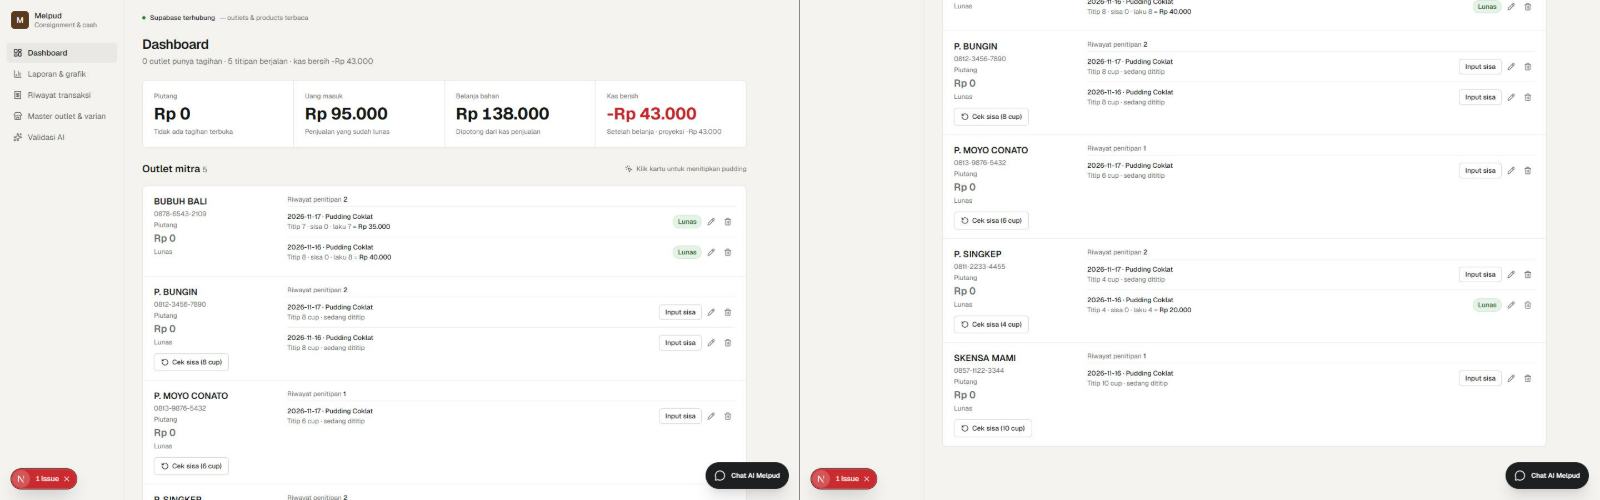 M
Melpud
Consignment & cash
Dashboard
Laporan & grafik
Riwayat transaksi
Master outlet & varian
Validasi AI
Supabase terhubung — outlets & products terbaca
Dashboard
0 outlet punya tagihan · 5 titipan berjalan · kas bersih -Rp 43.000
Piutang
Rp 0
Tidak ada tagihan terbuka
Uang masuk
Rp 95.000
Penjualan yang sudah lunas
Belanja bahan
Rp 138.000
Dipotong dari kas penjualan
Kas bersih
-Rp 43.000
Setelah belanja · proyeksi -Rp 43.000
Outlet mitra 5
Klik kartu untuk menitipkan pudding
BUBUH BALI
0878-6543-2109
Piutang
Rp 0
Lunas
Riwayat penitipan 2
2026-11-17 · Pudding Coklat
Titip 7 · sisa 0 · laku 7 = Rp 35.000
Lunas
2026-11-16 · Pudding Coklat
Titip 8 · sisa 0 · laku 8 = Rp 40.000
Lunas
P. BUNGIN
0812-3456-7890
Piutang
Rp 0
Lunas
Cek sisa (8 cup)
Riwayat penitipan 2
2026-11-17 · Pudding Coklat
Titip 8 cup · sedang dititip
Input sisa
2026-11-16 · Pudding Coklat
Titip 8 cup · sedang dititip
Input sisa
P. MOYO CONATO
0813-9876-5432
Piutang
Rp 0
Lunas
Cek sisa (6 cup)
Riwayat penitipan 1
2026-11-17 · Pudding Coklat
Titip 6 cup · sedang dititip
Input sisa
P. SINGKEP
Riwayat penitipan 2
N
1 Issue
Chat AI Melpud
Lunas
2026-11-16 · Pudding Coklat
Titip 8 · sisa 0 · laku 8 = Rp 40.000
Lunas
P. BUNGIN
0812-3456-7890
Piutang
Rp 0
Lunas
Cek sisa (8 cup)
Riwayat penitipan 2
2026-11-17 · Pudding Coklat
Titip 8 cup · sedang dititip
Input sisa
2026-11-16 · Pudding Coklat
Titip 8 cup · sedang dititip
Input sisa
P. MOYO CONATO
0813-9876-5432
Piutang
Rp 0
Lunas
Cek sisa (6 cup)
Riwayat penitipan 1
2026-11-17 · Pudding Coklat
Titip 6 cup · sedang dititip
Input sisa
P. SINGKEP
0811-2233-4455
Piutang
Rp 0
Lunas
Cek sisa (4 cup)
Riwayat penitipan 2
2026-11-17 · Pudding Coklat
Titip 4 cup · sedang dititip
Input sisa
2026-11-16 · Pudding Coklat
Titip 4 · sisa 0 · laku 4 = Rp 20.000
Lunas
SKENSA MAMI
0857-1122-3344
Piutang
Rp 0
Lunas
Cek sisa (10 cup)
Riwayat penitipan 1
2026-11-16 · Pudding Coklat
Titip 10 cup · sedang dititip
Input sisa
N
1 Issue
Chat AI Melpud